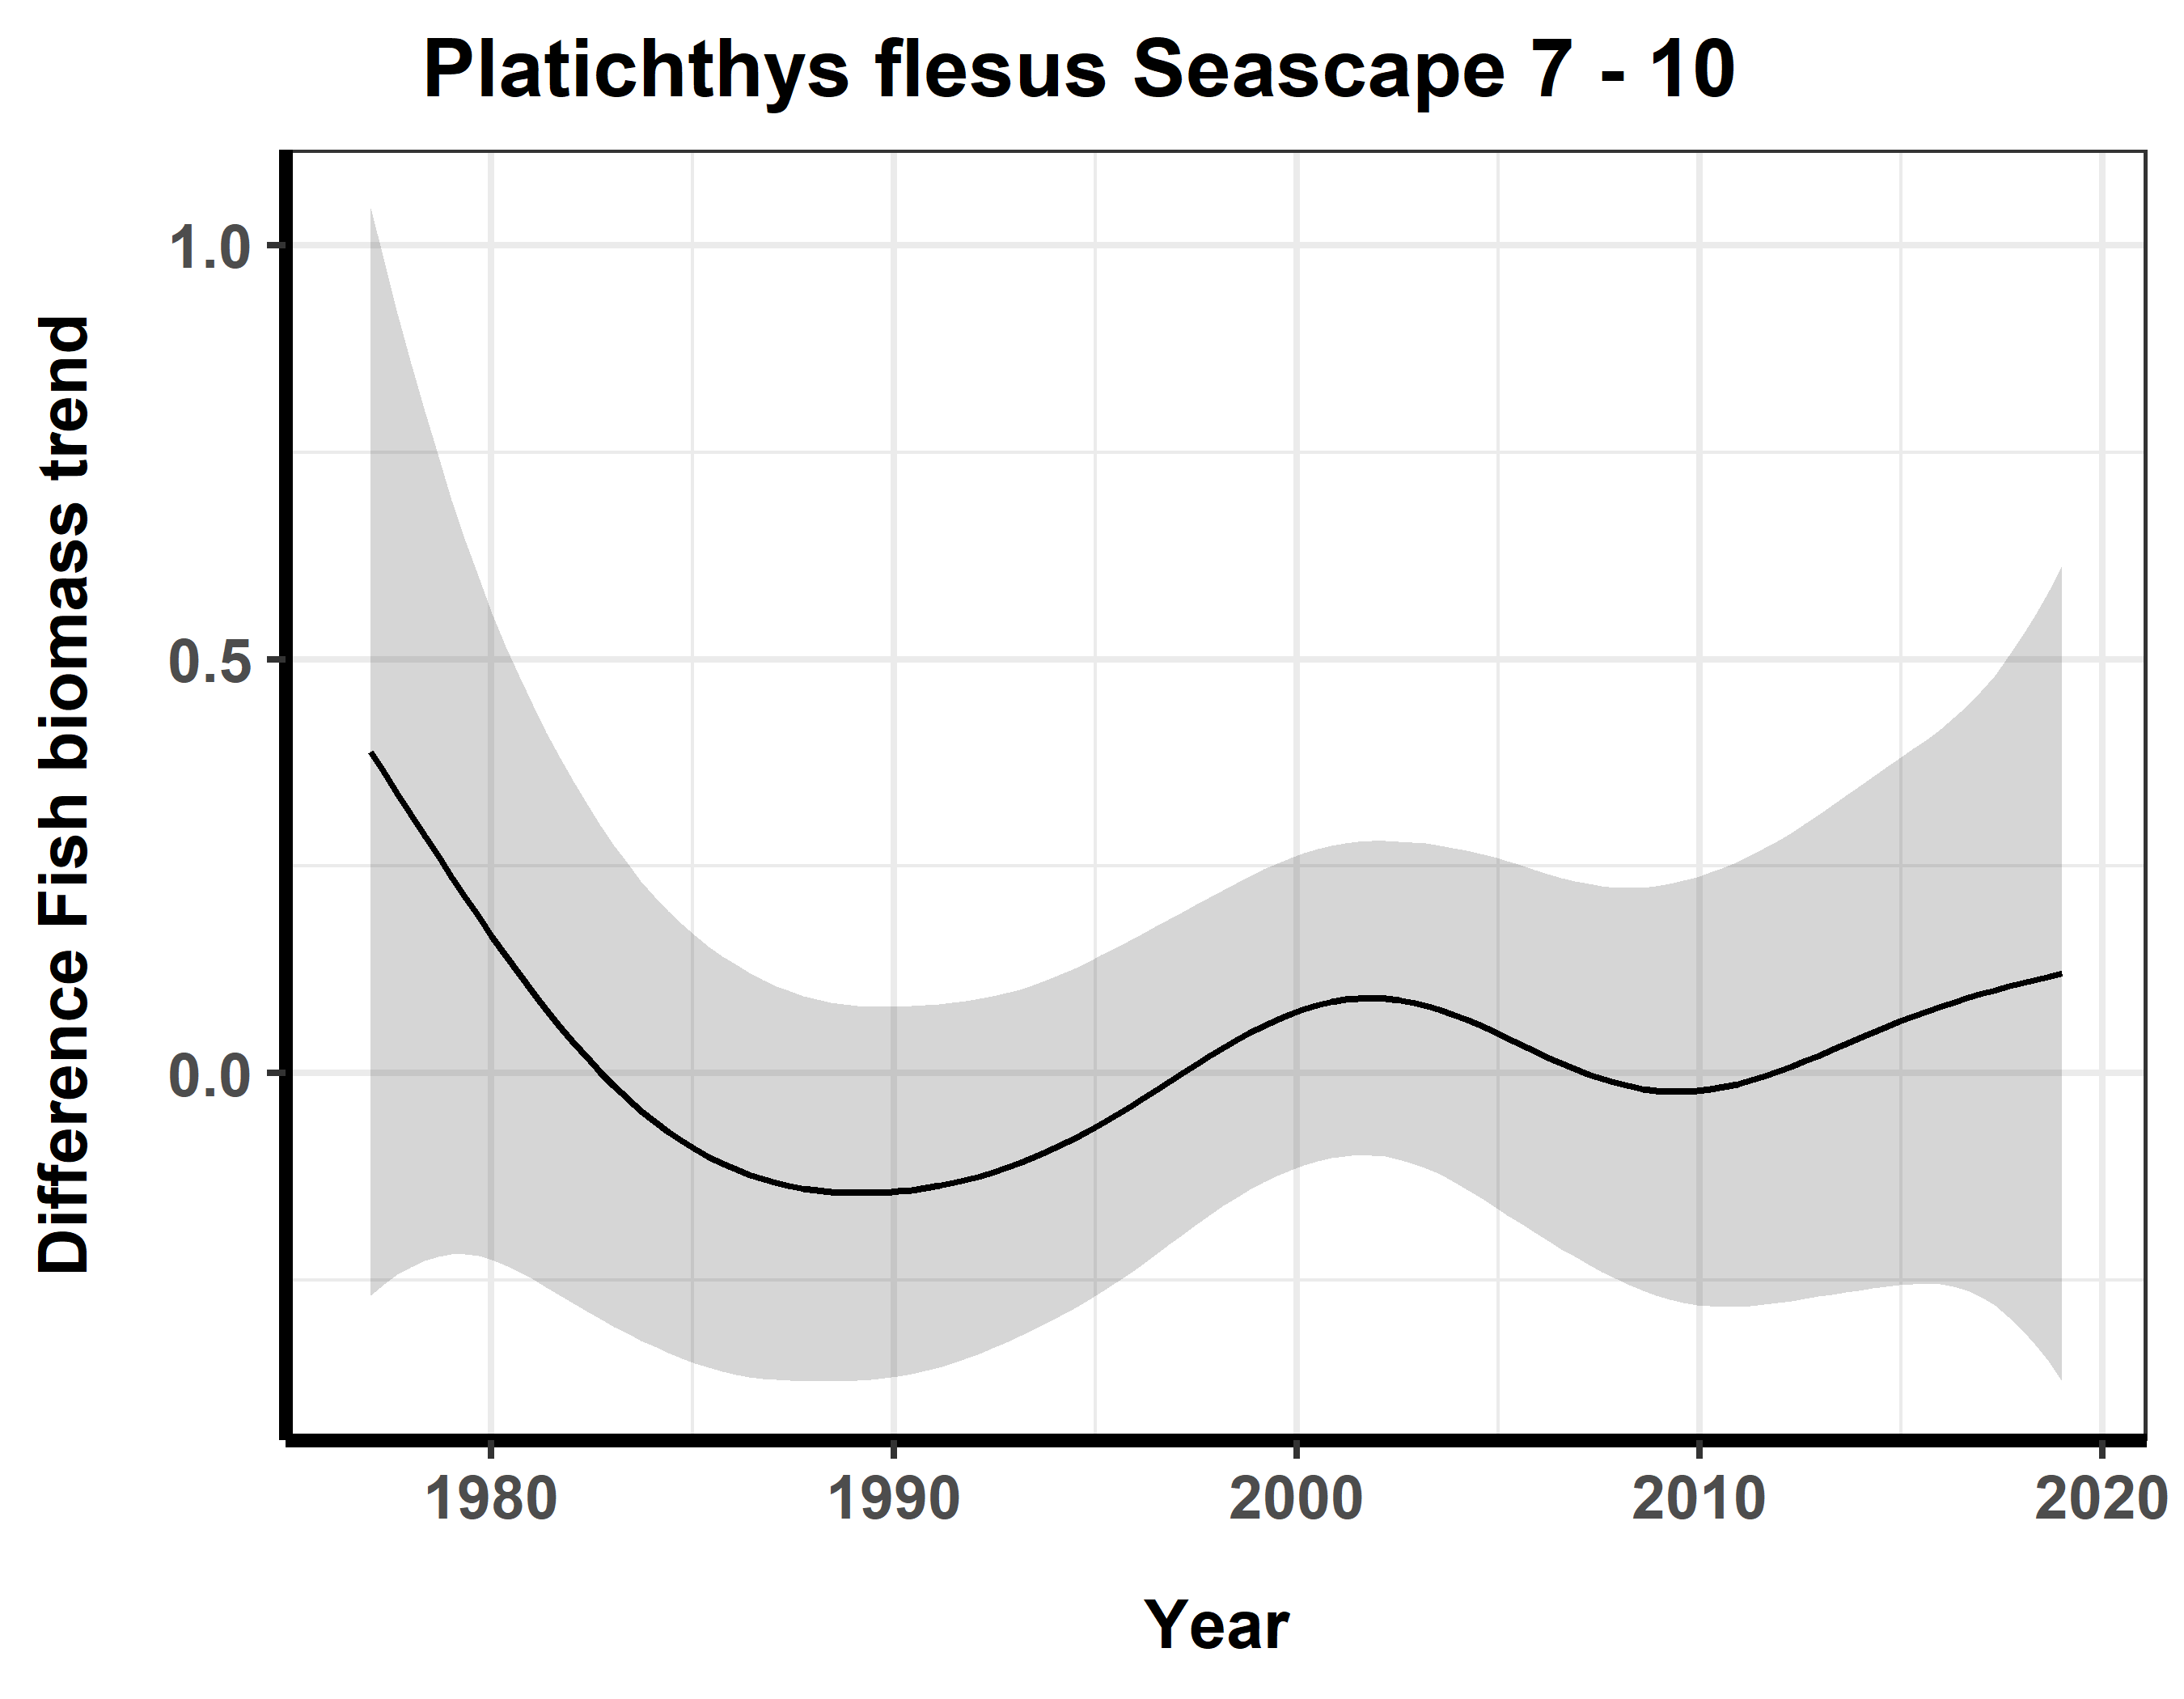 Platichthys flesus Seascape 7 - 10
Difference Fish biomass trend
1.0
0.5
0.0
1980 1990 2000 2010 2020
Year